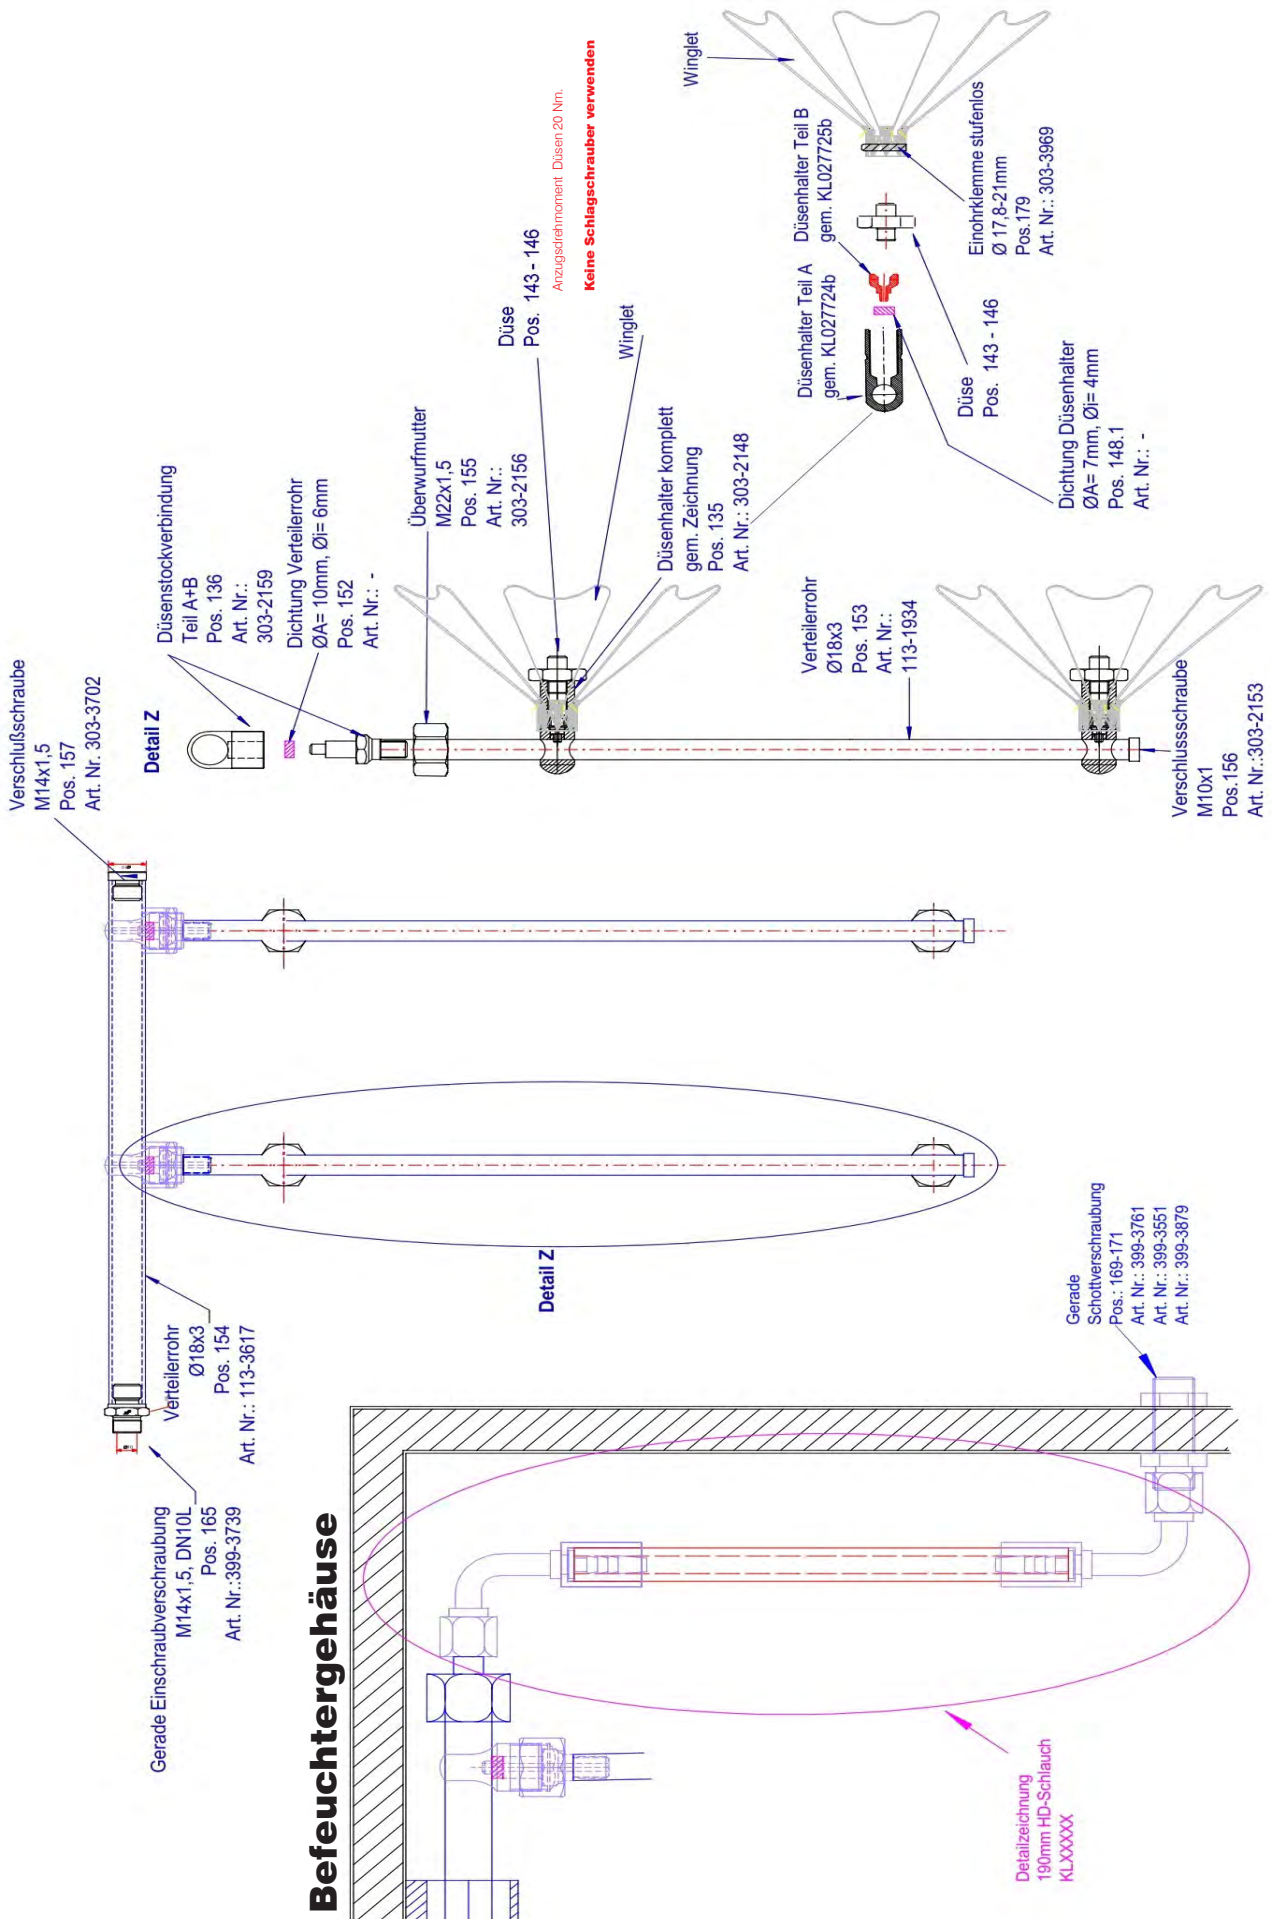 Verschlußschraube
M14x1,5
Pos. 157
Art. Nr. 303-3702
Detail Z
Düsenstockverbindung
Teil A+B
Pos. 136
Art. Nr.:
303-2159
Dichtung Verteilerrohr
ØA= 10mm, Øi= 6mm
Pos. 152
Art. Nr.: -
Überwurfmutter
M22x1,5
Pos. 155
Art. Nr.:
303-2156
Düse
Pos. 143 - 146
Anzugsdrehmoment Düsen 20 Nm.
Keine Schlagschrauber verwenden
Winglet
Düsenhalter komplett
gem. Zeichnung
Pos. 135
Art. Nr.: 303-2148
Verteilerrohr
Ø18x3
Pos. 153
Art. Nr.:
113-1934
Verschlussschraube
M10x1
Pos.156
Art. Nr.:303-2153
Winglet
Düsenhalter Teil A
gem. KL027724b
Düsenhalter Teil B
gem. KL027725b
Einohrklemme stufenlos
Ø 17,8-21mm
Pos.179
Art. Nr.: 303-3969
Düse
Pos. 143 - 146
Dichtung Düsenhalter
ØA= 7mm, Øi= 4mm
Pos. 148.1
Art. Nr.: -
Gerade Einschraubverschraubung
M14x1,5, DN10L
Pos. 165
Art. Nr.:399-3739
Verteilerrohr
Ø18x3
Pos. 154
Art. Nr.: 113-3617
Detail Z
Befeuchtergehäuse
Gerade
Schottverschraubung
Pos.: 169-171
Art. Nr.: 399-3761
Art. Nr.: 399-3551
Art. Nr.: 399-3879
Detailzeichnung
190mm HD-Schlauch
KLXXXXX